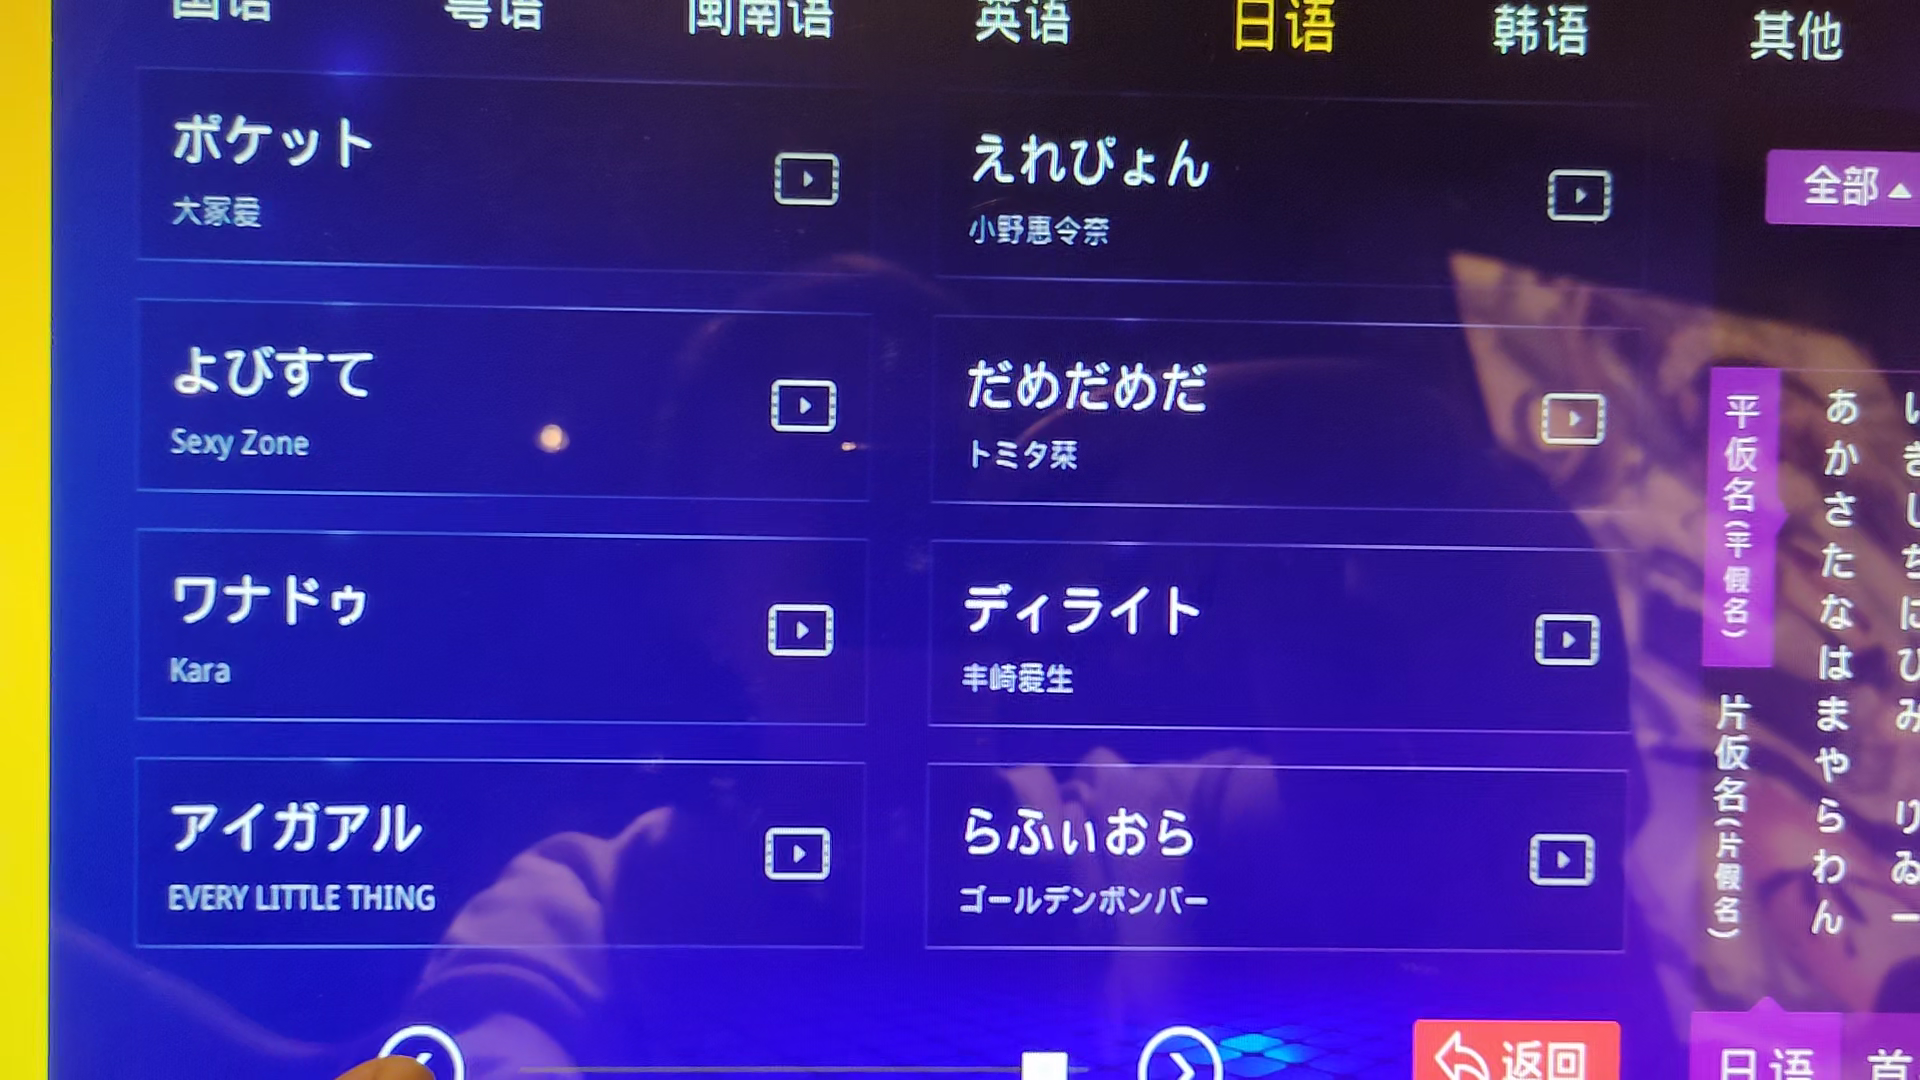 国语 粤语 闽南语 英语 日语 韩语 其他
ポケット
大冢爱
えれぴょん
小野恵令奈
全部
よびすて
Sexy Zone
だめだめだ
トミタ栞
ワナドゥ
Kara
ディライト
丰崎爱生
アイガアル
EVERY LITTLE THING
らふぃおら
ゴールデンボンバー
平仮名(平假名)
片仮名(片假名)
あかさたなはまやらわん
返回
日语
首